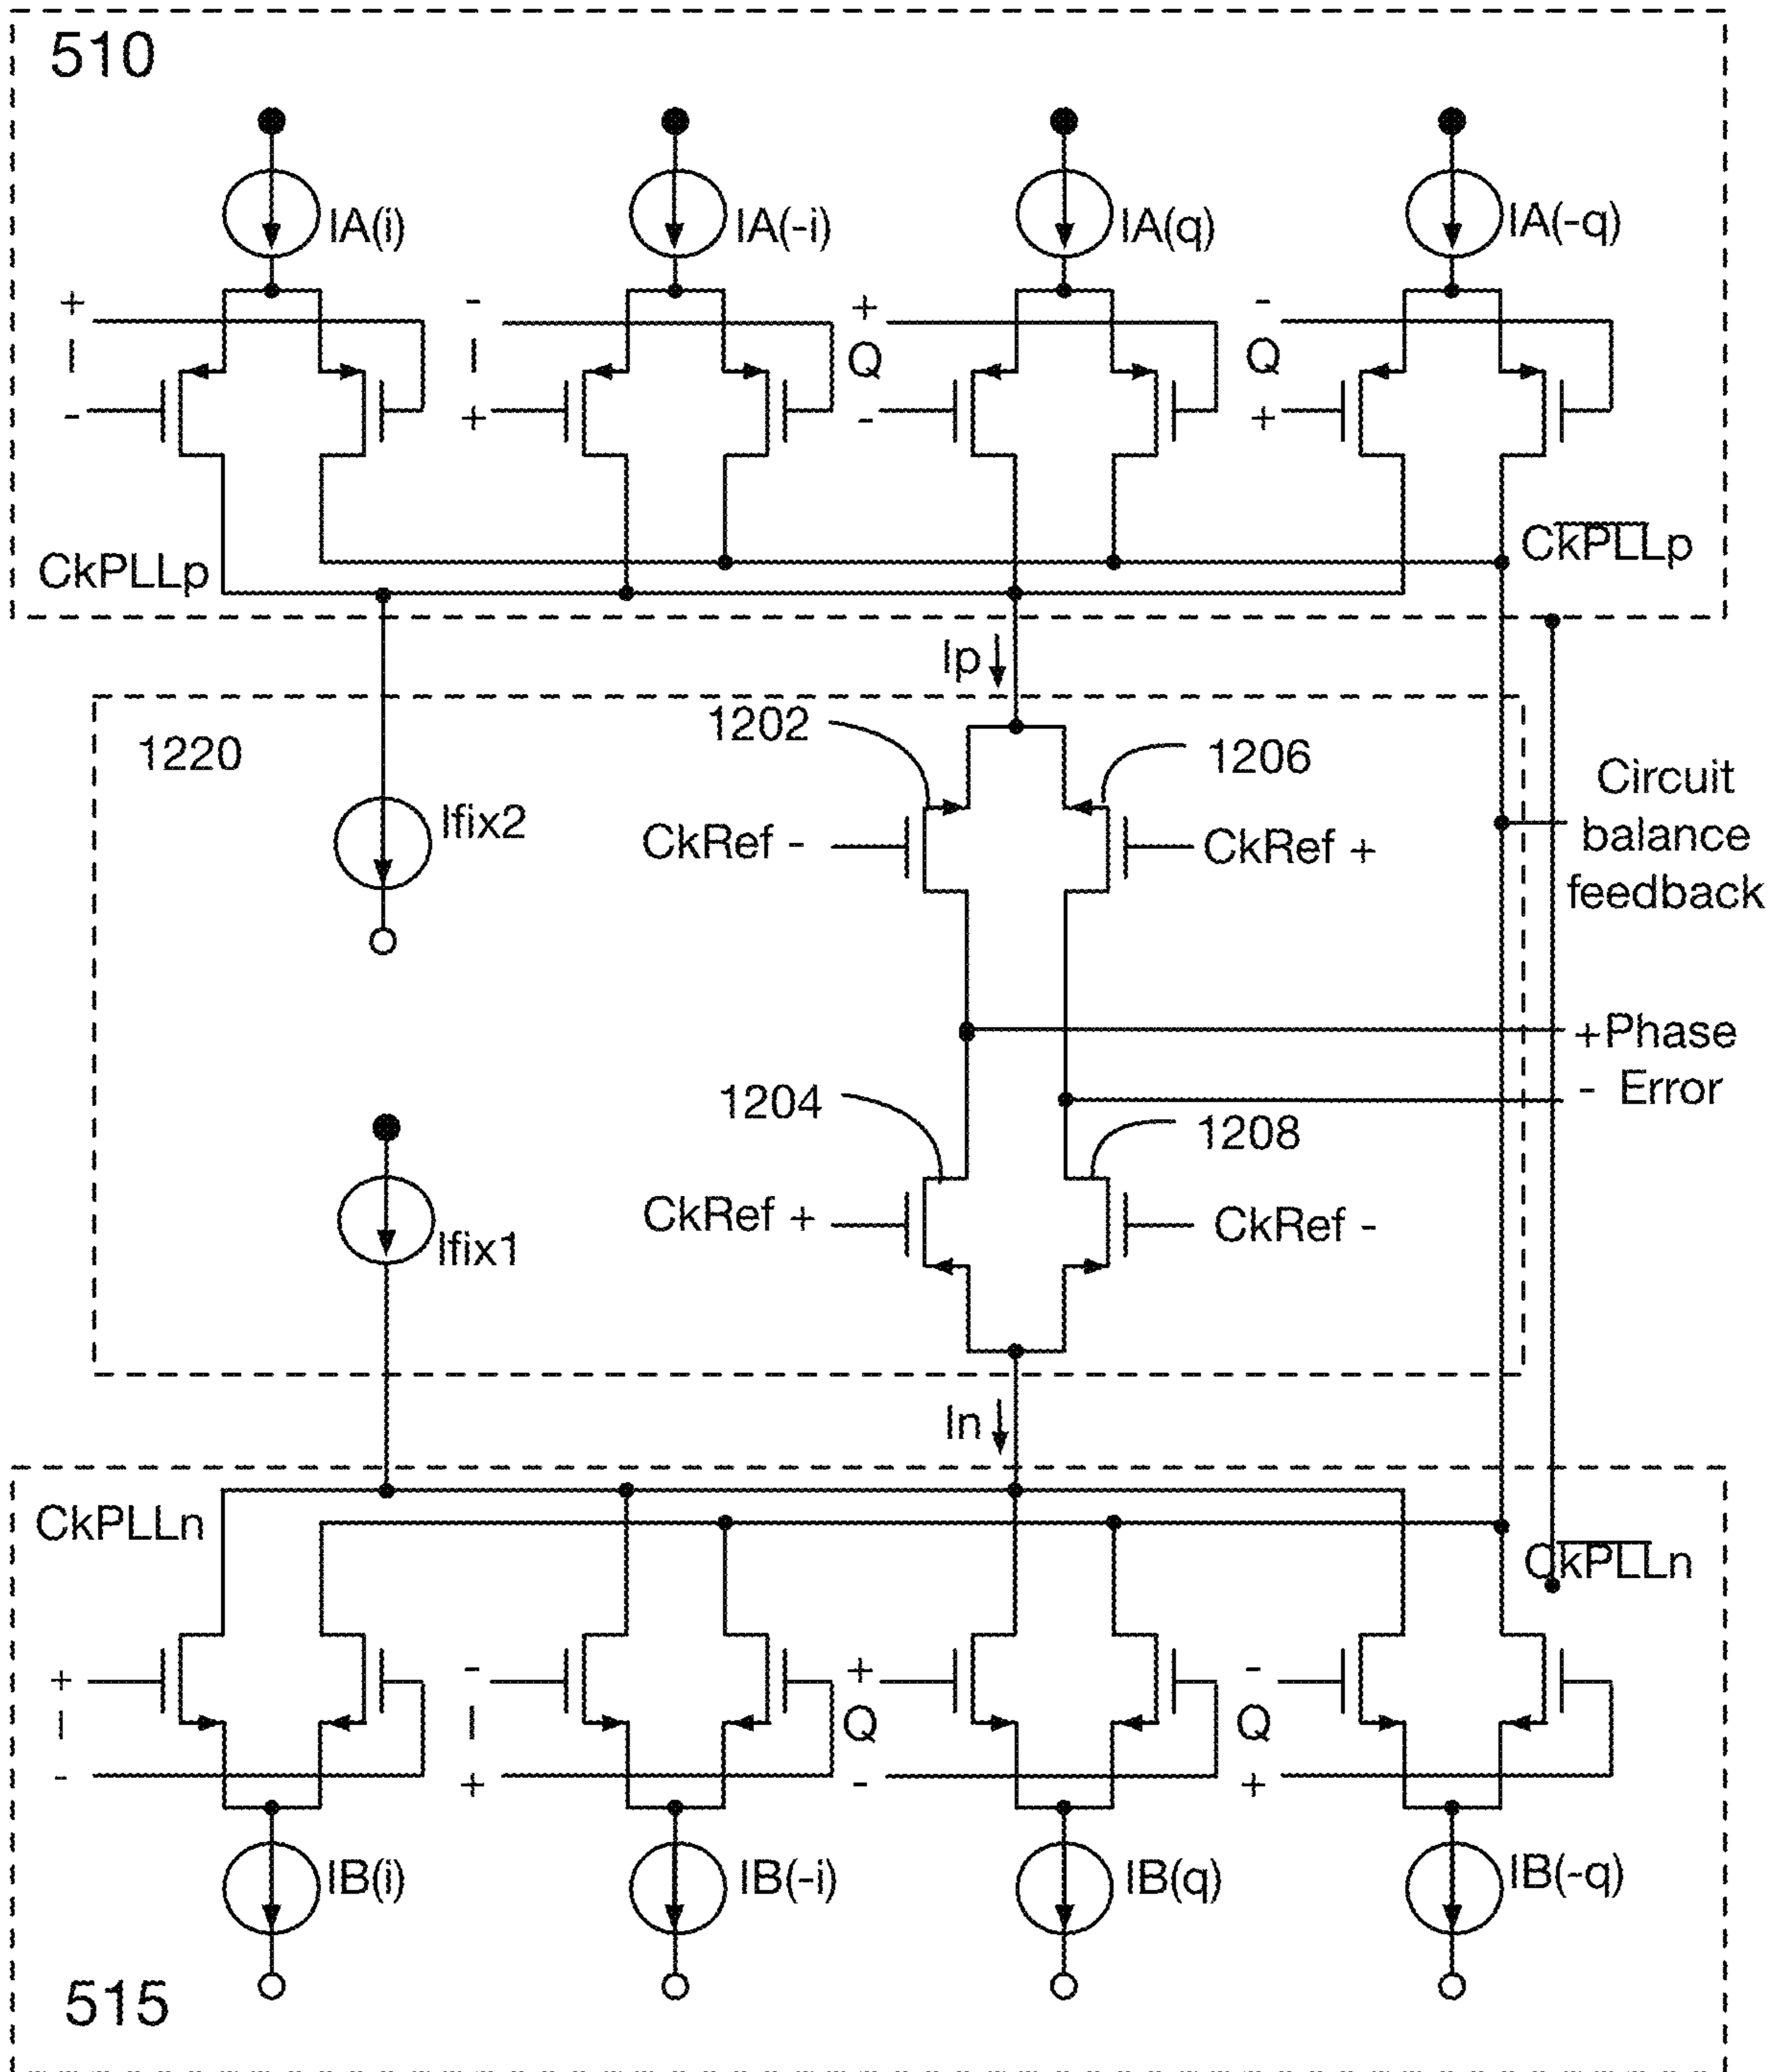 510
IA(i)
IA(-i)
IA(q)
IA(-q)
+
-
+
-
I
I
Q
Q
-
+
-
+
CkPLLp
CkPLLp
Ip
1202
1206
1220
Ifix2
CkRef -
CkRef +
Circuit
balance
feedback
+Phase
- Error
1204
1208
Ifix1
CkRef +
CkRef -
In
CkPLLn
CkPLLn
+
-
+
-
I
I
Q
Q
-
+
-
+
IB(i)
IB(-i)
IB(q)
IB(-q)
515